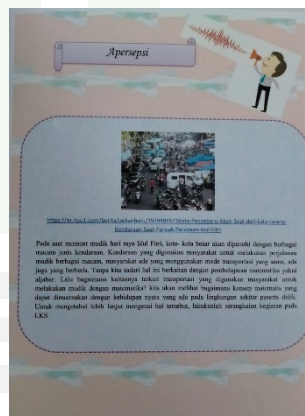 Apersepsi
Pada saat moment mudik hari raya Idul Fitri, kota- kota besar akan dipenuhi dengan berbagai
macam jenis kendaraan. Kendaraan yang digunakan masyarakat untuk melakukan perjalanan
mudik berbagai macam, masyarakat ada yang menggunakan mode transportasi yang sama, ada
juga yang berbeda. Tanpa kita sadari hal ini berkaitan dengan pembelajaran matematika yakni
aljabar. Lalu bagaimana kaitannya terkait transportasi yang digunakan masyarakat untuk
melakukan mudik dengan matematika? kita akan melihat bagaimana konsep matematis yang
dapat dimunculkan dengan kehidupan nyata yang ada pada lingkungan sekitar peserta didik.
Untuk mengetahui lebih lanjut mengenai hal tersebut, lakukanlah serangkaian kegiatan pada
LKS